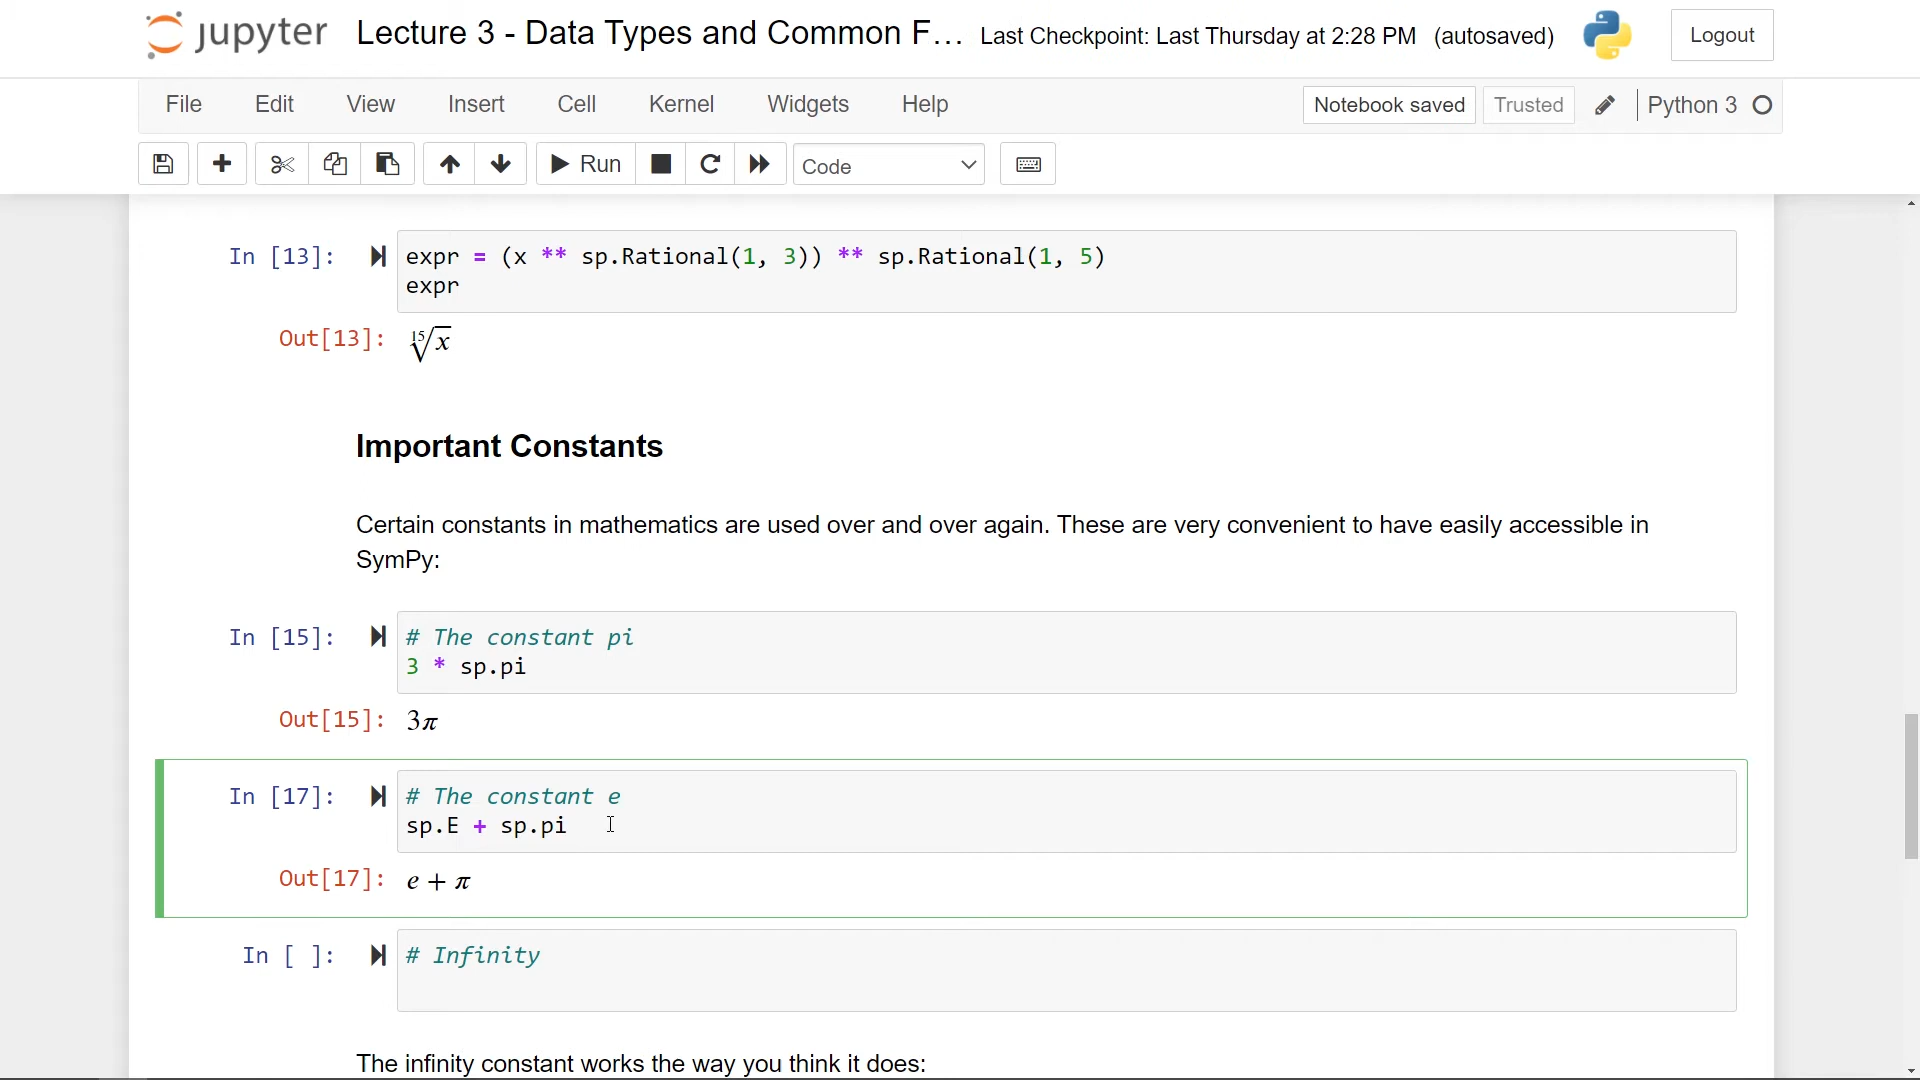 jupyter Lecture 3 - Data Types and Common F... Last Checkpoint: Last Thursday at 2:28 PM (autosaved) Logout
File Edit View Insert Cell Kernel Widgets Help Notebook saved Trusted Python 3
Run Code
In [13]: expr = (x ** sp.Rational(1, 3)) ** sp.Rational(1, 5)
expr
Out[13]: ¹⁵√x
Important Constants
Certain constants in mathematics are used over and over again. These are very convenient to have easily accessible in
SymPy:
In [15]: # The constant pi
3 * sp.pi
Out[15]: 3π
In [17]: # The constant e
sp.E + sp.pi
Out[17]: e + π
In [ ]: # Infinity
The infinity constant works the way you think it does: